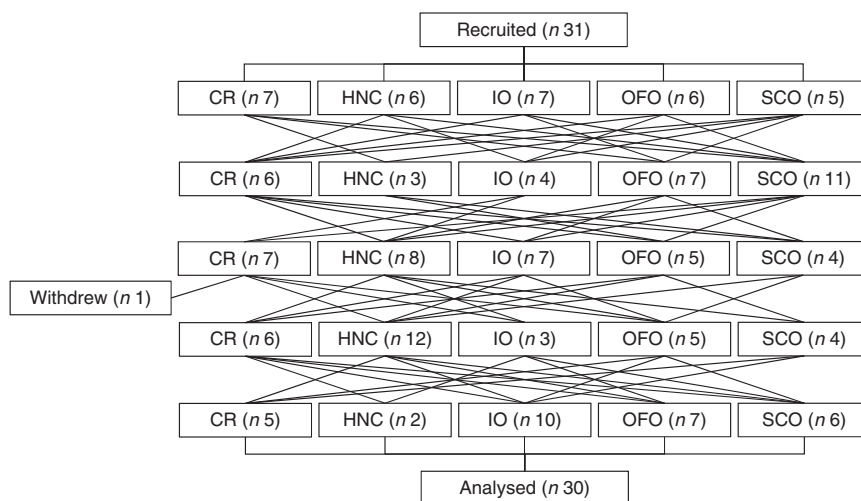 Recruited (n 31)
CR (n 7) HNC (n 6) IO (n 7) OFO (n 6) SCO (n 5)
CR (n 6) HNC (n 3) IO (n 4) OFO (n 7) SCO (n 11)
CR (n 7) HNC (n 8) IO (n 7) OFO (n 5) SCO (n 4)
Withdrew (n 1)
CR (n 6) HNC (n 12) IO (n 3) OFO (n 5) SCO (n 4)
CR (n 5) HNC (n 2) IO (n 10) OFO (n 7) SCO (n 6)
Analysed (n 30)